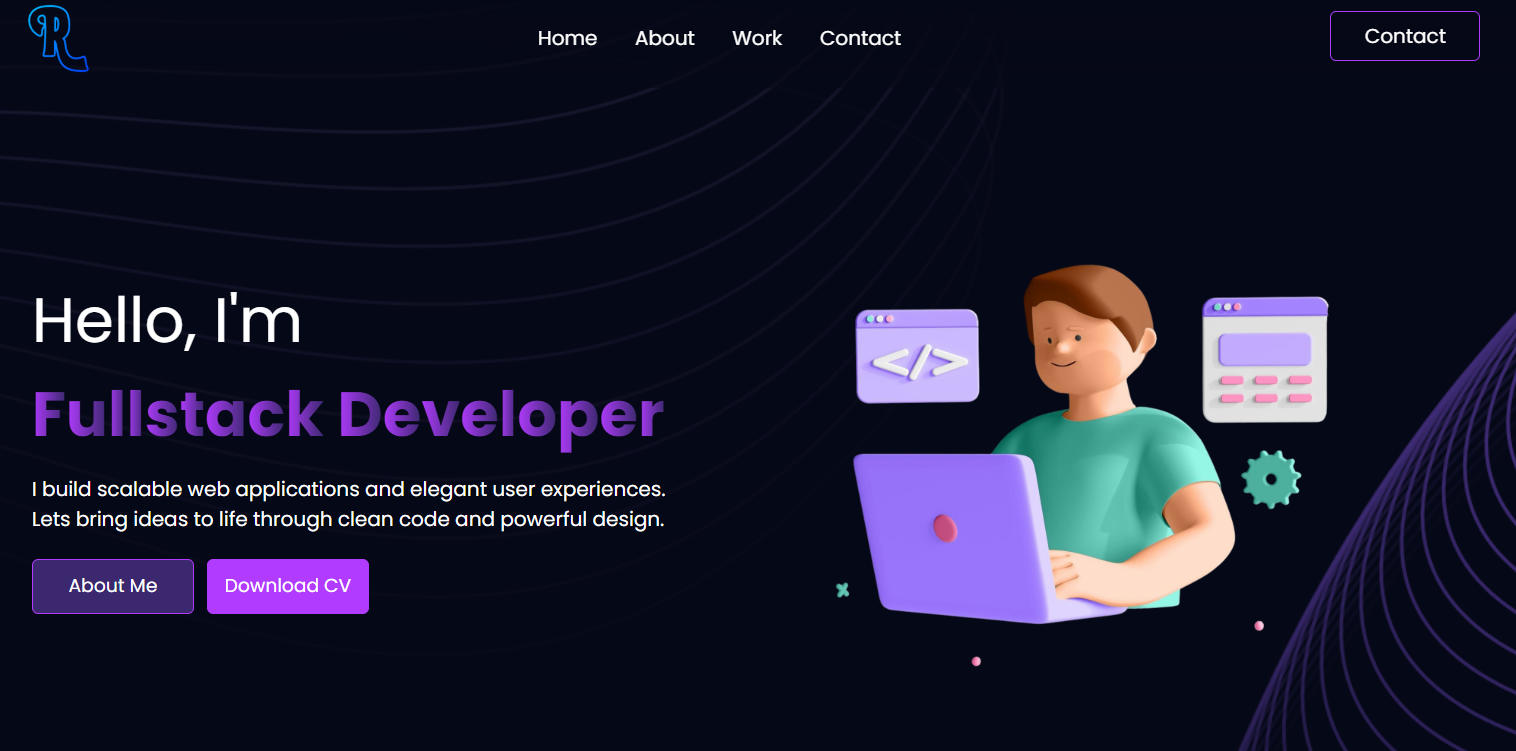 R
Home About Work Contact
Contact
Hello, I'm
Fullstack Developer
I build scalable web applications and elegant user experiences.
Lets bring ideas to life through clean code and powerful design.
About Me Download CV
</>